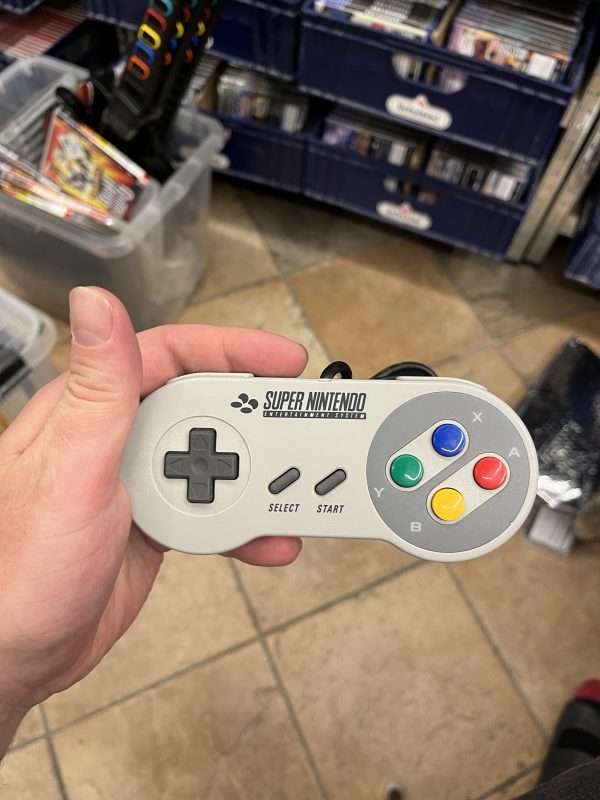 SUPER NINTENDO
ENTERTAINMENT SYSTEM
X
A
Y
B
SELECT
START